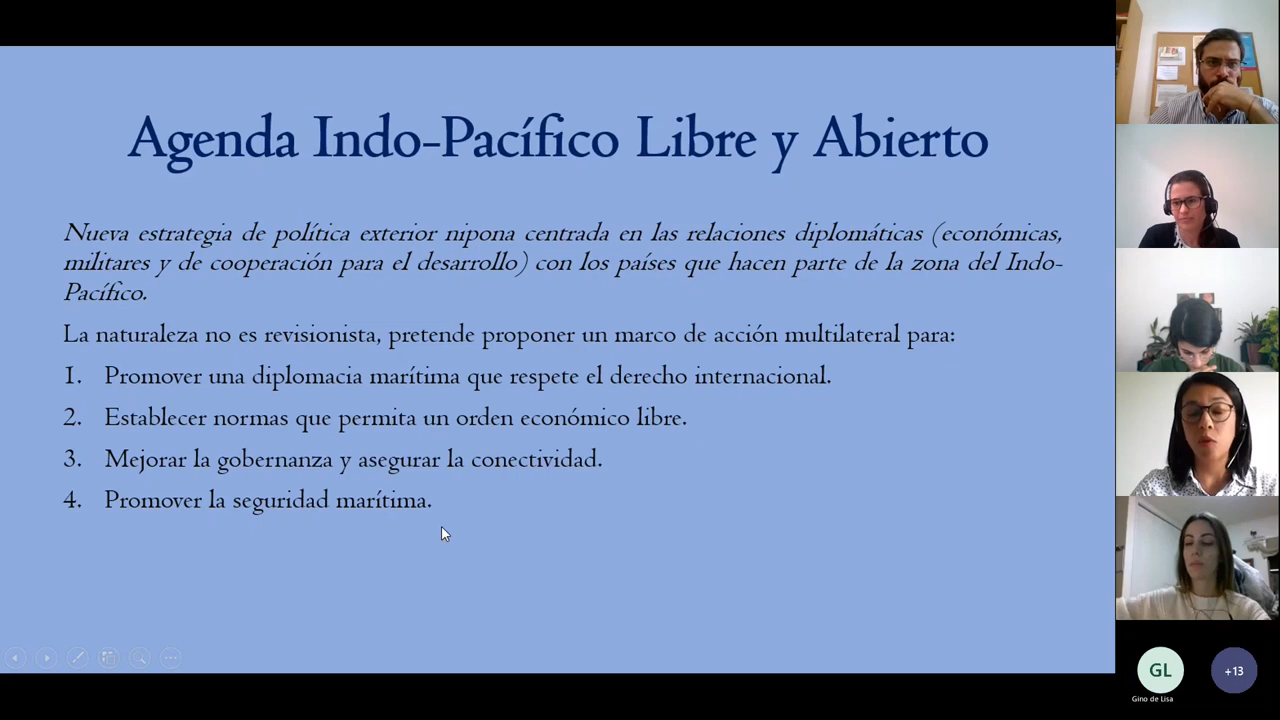 Agenda Indo-Pacífico Libre y Abierto
Nueva estrategia de política exterior nipona centrada en las relaciones diplomáticas (económicas,
militares y de cooperación para el desarrollo) con los países que hacen parte de la zona del Indo-
Pacífico.
La naturaleza no es revisionista, pretende proponer un marco de acción multilateral para:
1. Promover una diplomacia marítima que respete el derecho internacional.
2. Establecer normas que permita un orden económico libre.
3. Mejorar la gobernanza y asegurar la conectividad.
4. Promover la seguridad marítima.
GL
Gino de Lisa
+13